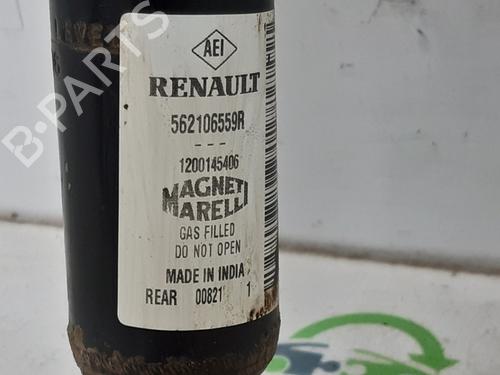 AEI
RENAULT
562106559R
---
1200145406
MAGNETI
MARELLI
GAS FILLED
DO NOT OPEN
MADE IN INDIA
REAR 00821 1
B-PARTS